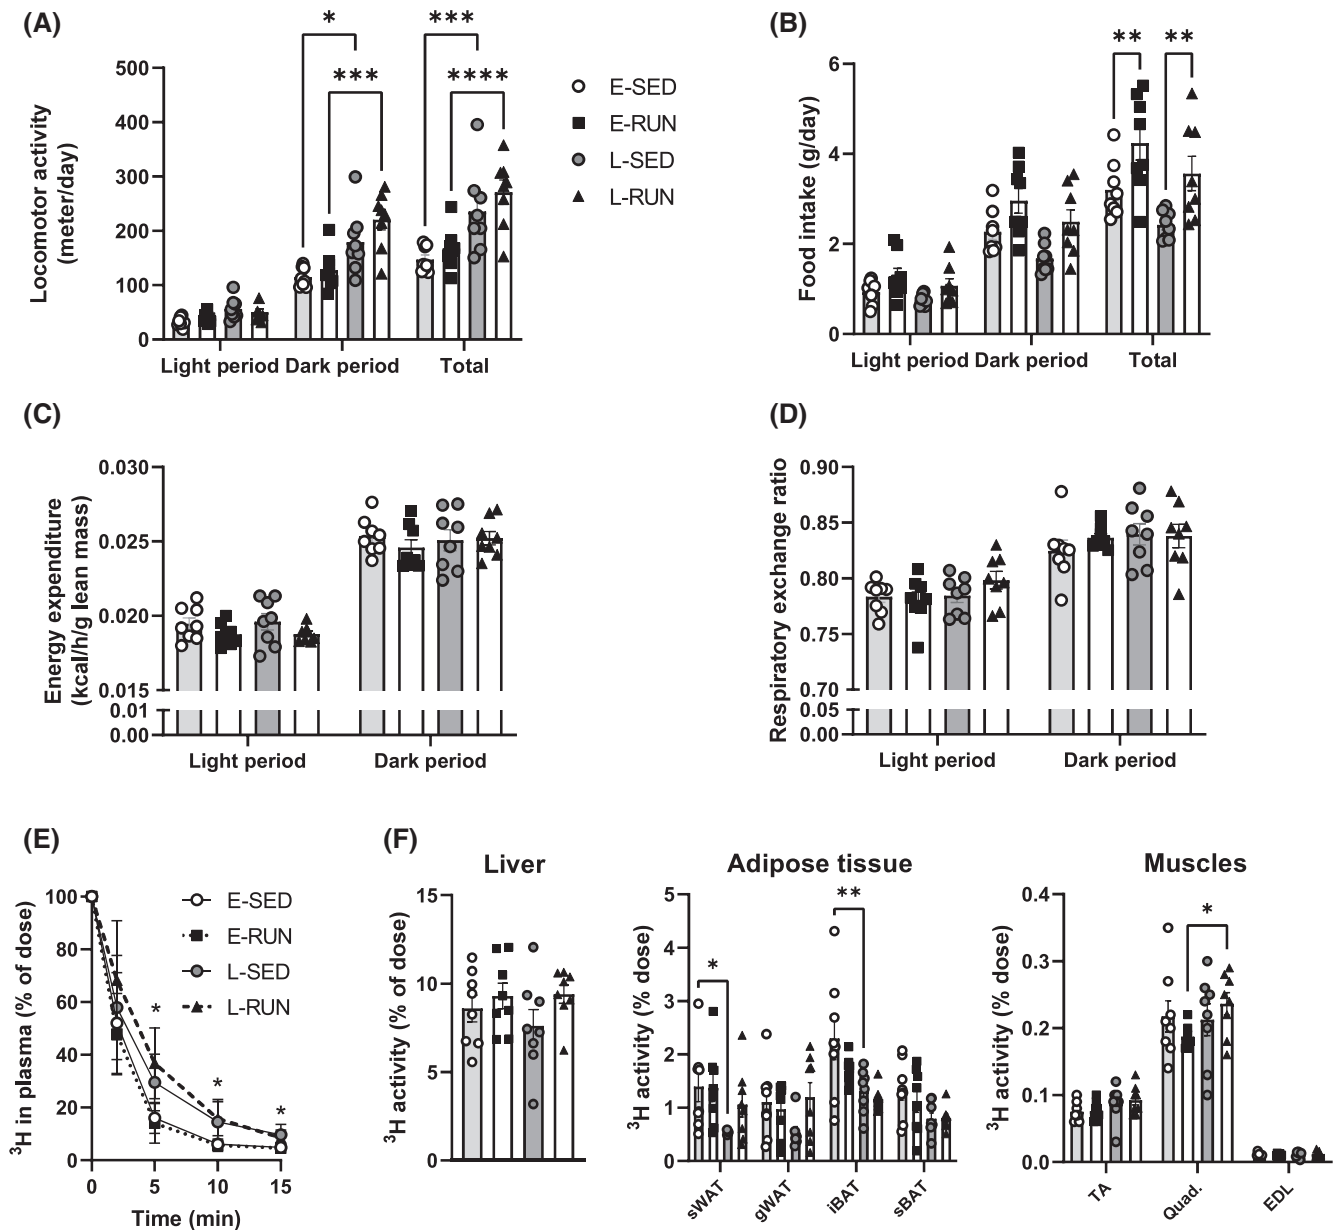 (A)
* ***
*** ****
500
400
300
200
100
0
Locomotor activity
(meter/day)
Light period Dark period Total
E-SED
E-RUN
L-SED
L-RUN
(B)
** **
6
4
2
0
Food intake (g/day)
Light period Dark period Total
(C)
0.030
0.025
0.020
0.015
0.01
0.00
Energy expenditure
(kcal/h/g lean mass)
Light period Dark period
(D)
0.90
0.85
0.80
0.75
0.70
0.05
0.00
Respiratory exchange ratio
Light period Dark period
(E)
100
80
60
40
20
0
³H in plasma (% of dose)
* * *
E-SED
E-RUN
L-SED
L-RUN
0 5 10 15
Time (min)
(F)
Liver
15
10
5
0
³H activity (% of dose)
Adipose tissue
5
4
3
2
1
0
³H activity (% dose)
* **
sWAT gWAT iBAT sBAT
Muscles
0.4
0.3
0.2
0.1
0.0
³H activity (% dose)
*
TA Quad. EDL